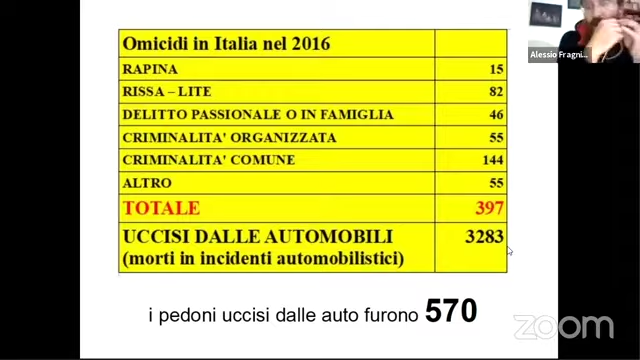 Omicidi in Italia nel 2016
RAPINA 15
RISSA – LITE 82
DELITTO PASSIONALE O IN FAMIGLIA 46
CRIMINALITA' ORGANIZZATA 55
CRIMINALITA' COMUNE 144
ALTRO 55
TOTALE 397
UCCISI DALLE AUTOMOBILI 3283
(morti in incidenti automobilistici)
i pedoni uccisi dalle auto furono 570
Alessio Fragni...
zoom